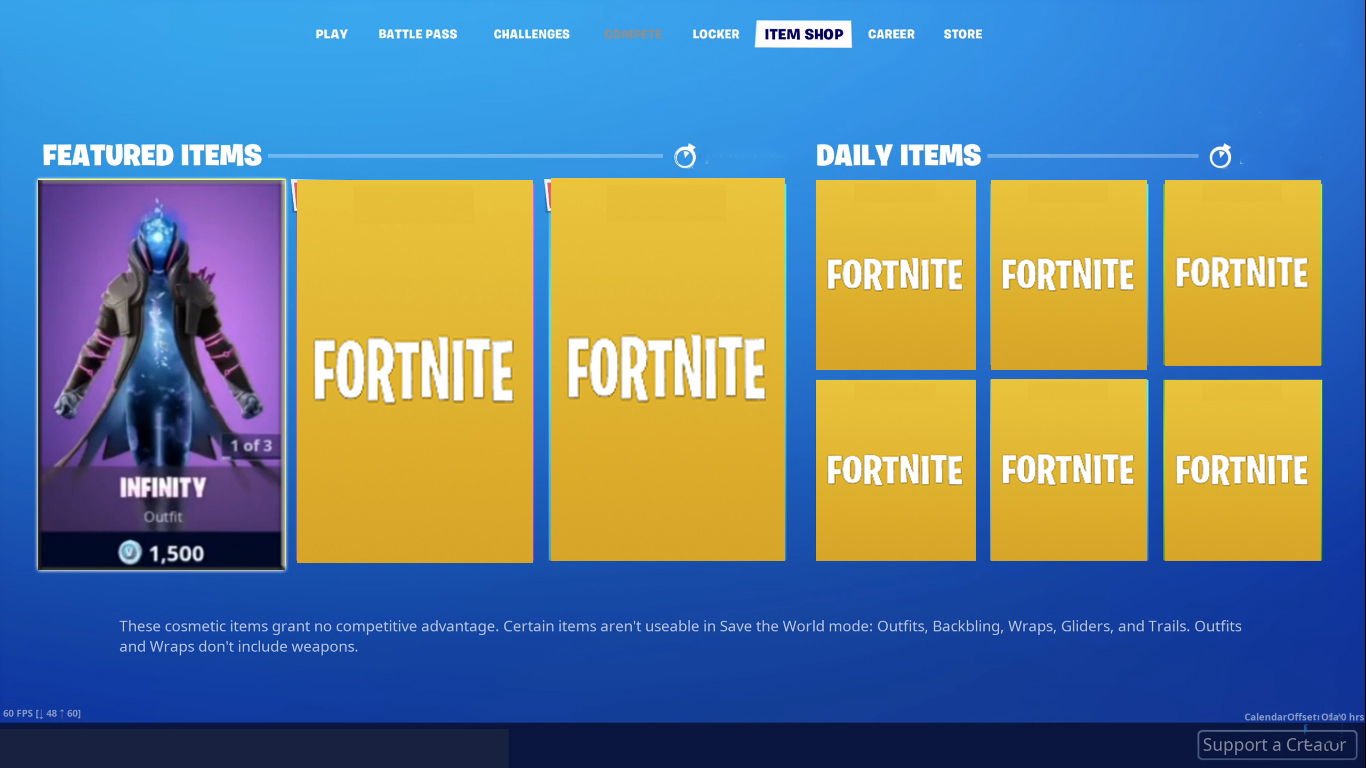 PLAY BATTLE PASS CHALLENGES COMPETE LOCKER ITEM SHOP CAREER STORE
FEATURED ITEMS
DAILY ITEMS
FORTNITE
FORTNITE
FORTNITE
FORTNITE
FORTNITE
1 of 3
INFINITY
Outfit
1,500
FORTNITE
FORTNITE
FORTNITE
These cosmetic items grant no competitive advantage. Certain items aren't useable in Save the World mode: Outfits, Backbling, Wraps, Gliders, and Trails. Outfits
and Wraps don't include weapons.
60 FPS [↓ 48 ↑ 60]
CalendarOffset: 0 hrs
Support a Creator